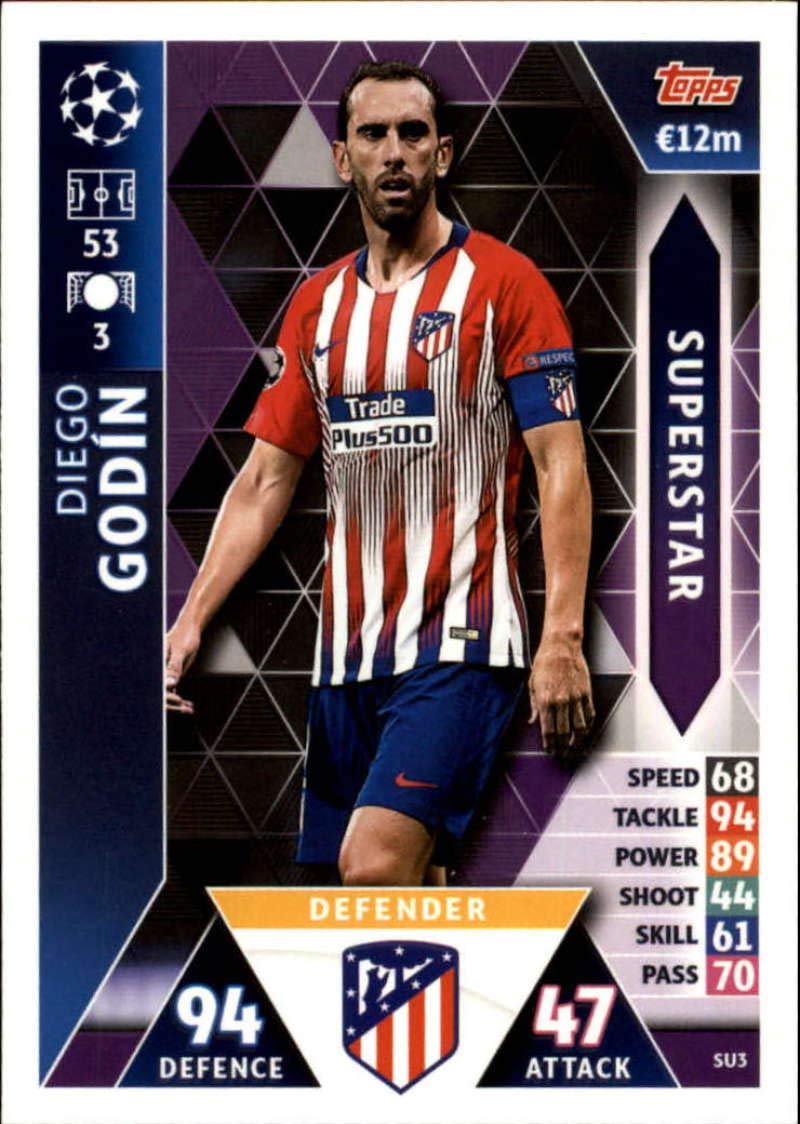 TOPPS
€12m
53
3
DIEGO
GODÍN
SUPERSTAR
RESPEC
Trade
Plus500
SPEED 68
TACKLE 94
POWER 89
SHOOT 44
SKILL 61
PASS 70
DEFENDER
94
DEFENCE
47
ATTACK
SU3